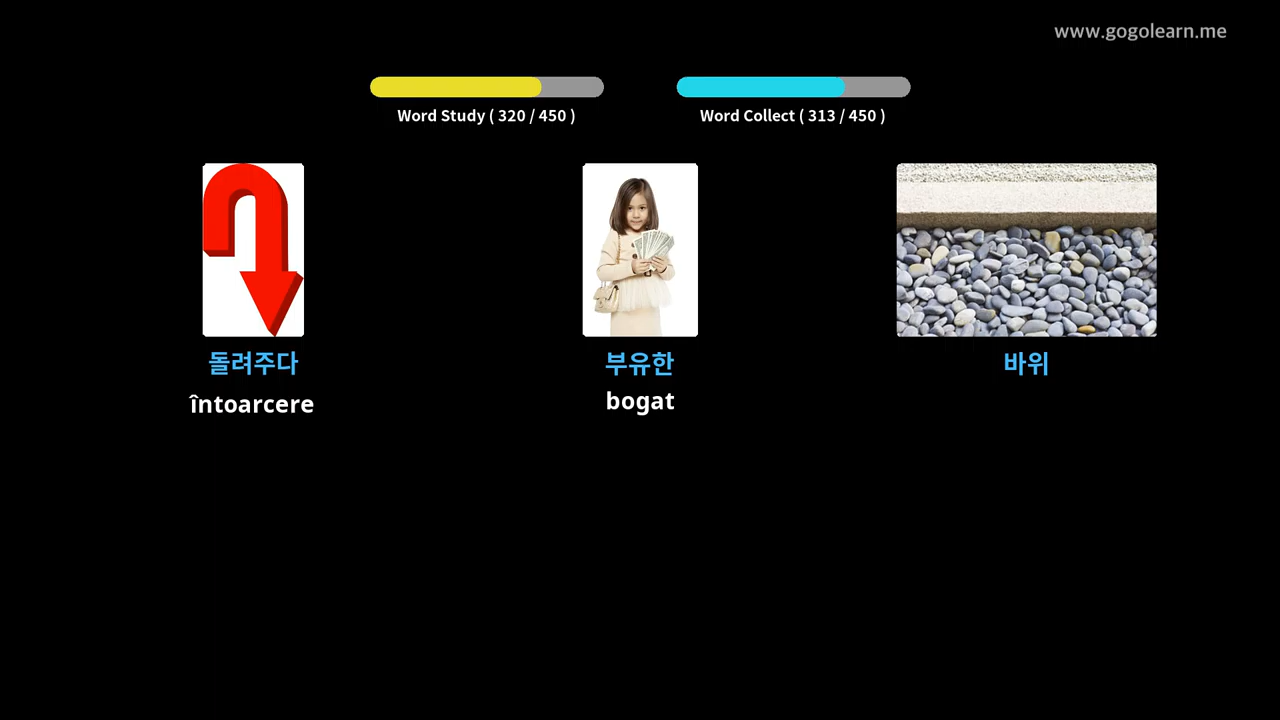 www.gogolearn.me
Word Study ( 320 / 450 )
Word Collect ( 313 / 450 )
돌려주다
부유한
바위
întoarcere
bogat